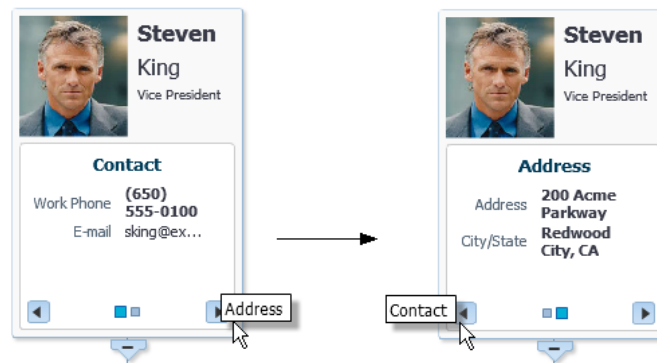 Steven
King
Vice President
Contact
Work Phone (650)
555-0100
E-mail sking@ex...
Address
Steven
King
Vice President
Address
Address 200 Acme
Parkway
City/State Redwood
City, CA
Contact